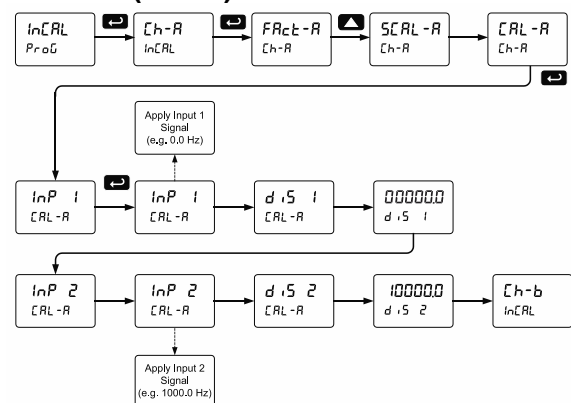 InCAL
ProG
Ch-A
InCAL
FAct-A
Ch-A
SCAL-A
Ch-A
CAL-A
Ch-A
Apply Input 1
Signal
(e.g. 0.0 Hz)
InP 1
CAL-A
InP 1
CAL-A
diS 1
CAL-A
00000.0
diS 1
InP 2
CAL-A
InP 2
CAL-A
diS 2
CAL-A
10000.0
diS 2
Ch-b
InCAL
Apply Input 2
Signal
(e.g. 1000.0 Hz)